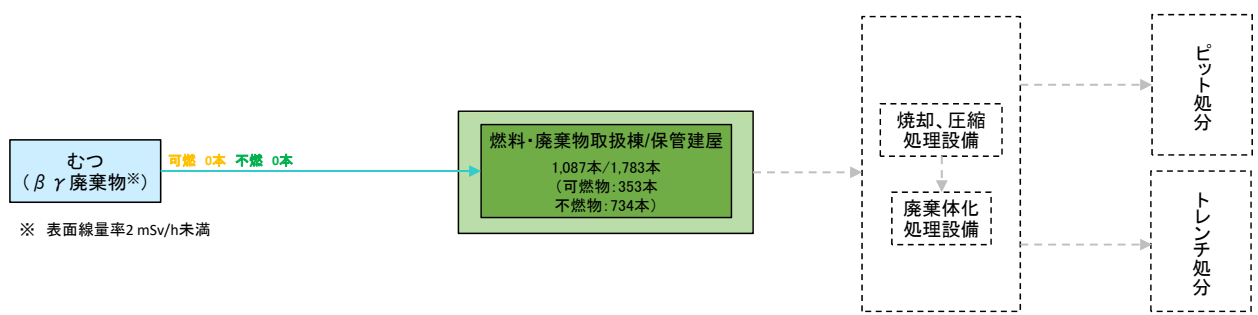 むつ
（βγ廃棄物※）
※ 表面線量率2 mSv/h未満
可燃 0本 不燃 0本
燃料・廃棄物取扱棟/保管建屋
1,087本/1,783本
（可燃物：353本
不燃物：734本）
焼却、圧縮
処理設備
廃棄体化
処理設備
ピット処分
トレンチ処分